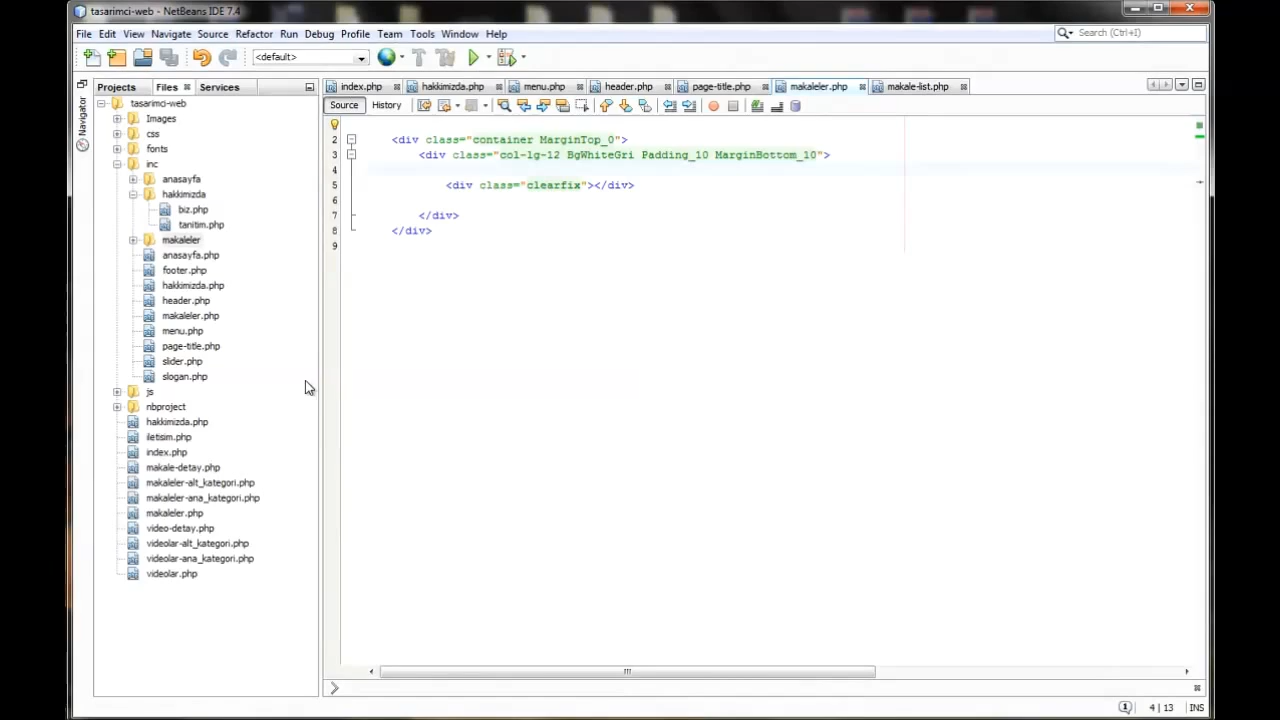 tasarimci-web - NetBeans IDE 7.4
File Edit View Navigate Source Refactor Run Debug Profile Team Tools Window Help
Search (Ctrl+I)
<default>
Projects Files Services
index.php hakkimizda.php menu.php header.php page-title.php makaleler.php makale-list.php
Navigator
Source History
tasarimci-web
Images
css
fonts
inc
anasayfa
hakkimizda
biz.php
tanitim.php
makaleler
anasayfa.php
footer.php
hakkimizda.php
header.php
makaleler.php
menu.php
page-title.php
slider.php
slogan.php
js
nbproject
hakkimizda.php
iletisim.php
index.php
makale-detay.php
makaleler-alt_kategori.php
makaleler-ana_kategori.php
makaleler.php
video-detay.php
videolar-alt_kategori.php
videolar-ana_kategori.php
videolar.php
2 <div class="container MarginTop_0">
3 <div class="col-lg-12 BgWhiteGri Padding_10 MarginBottom_10">
4
5 <div class="clearfix"></div>
6
7 </div>
8 </div>
9
1 4 | 13 INS